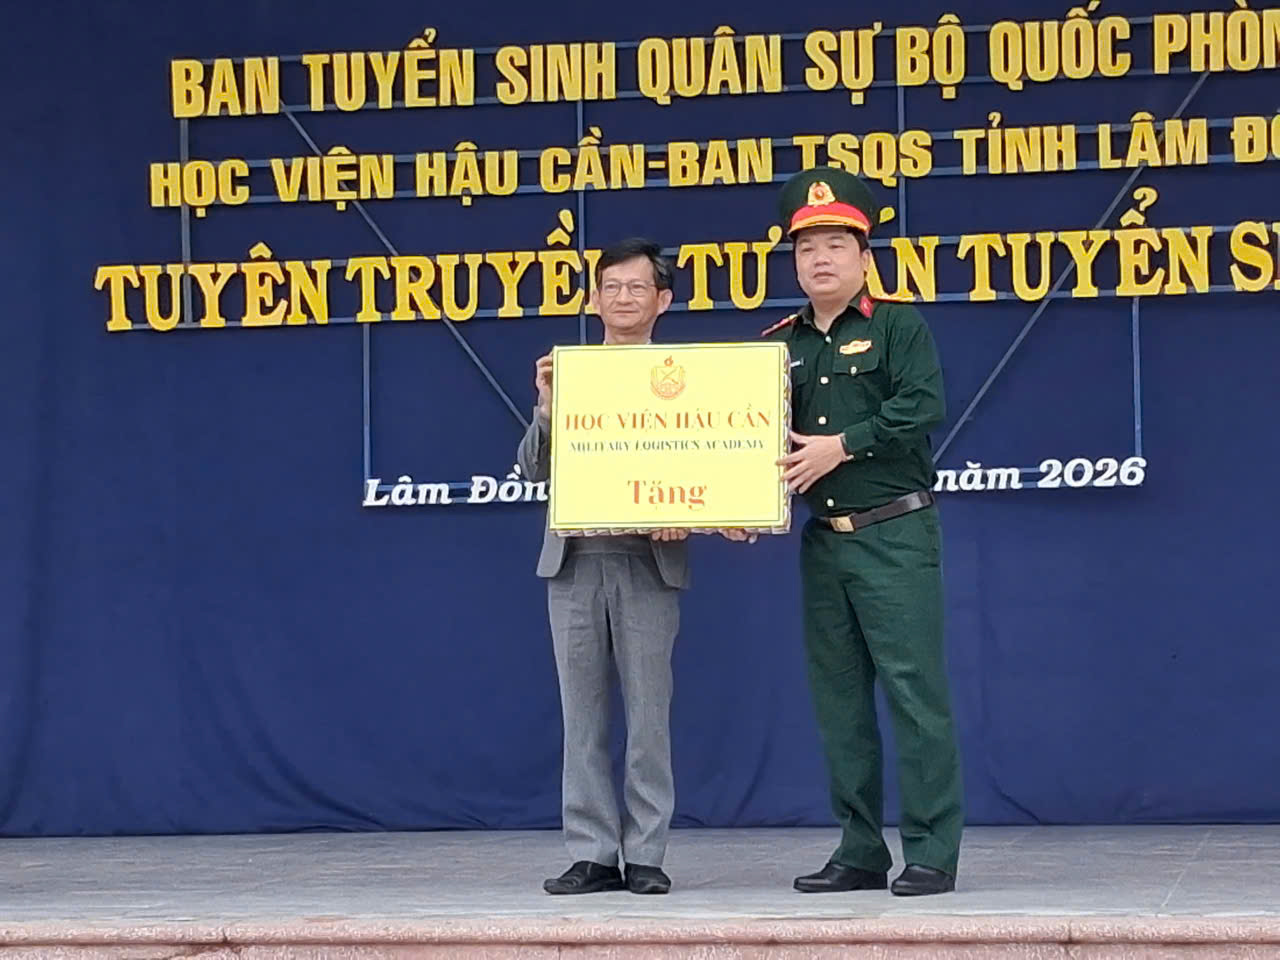 BAN TUYỂN SINH QUÂN SỰ BỘ QUỐC PHÒN
HỌC VIỆN HẬU CẦN-BAN TSQS TỈNH LÂM ĐỒ
TUYÊN TRUYỀ TƯ ẤN TUYỂN S
HỌC VIỆN HẬU CẦN
MILITARY LOGISTICS ACADEMY
Tặng
Lâm Đồn năm 2026